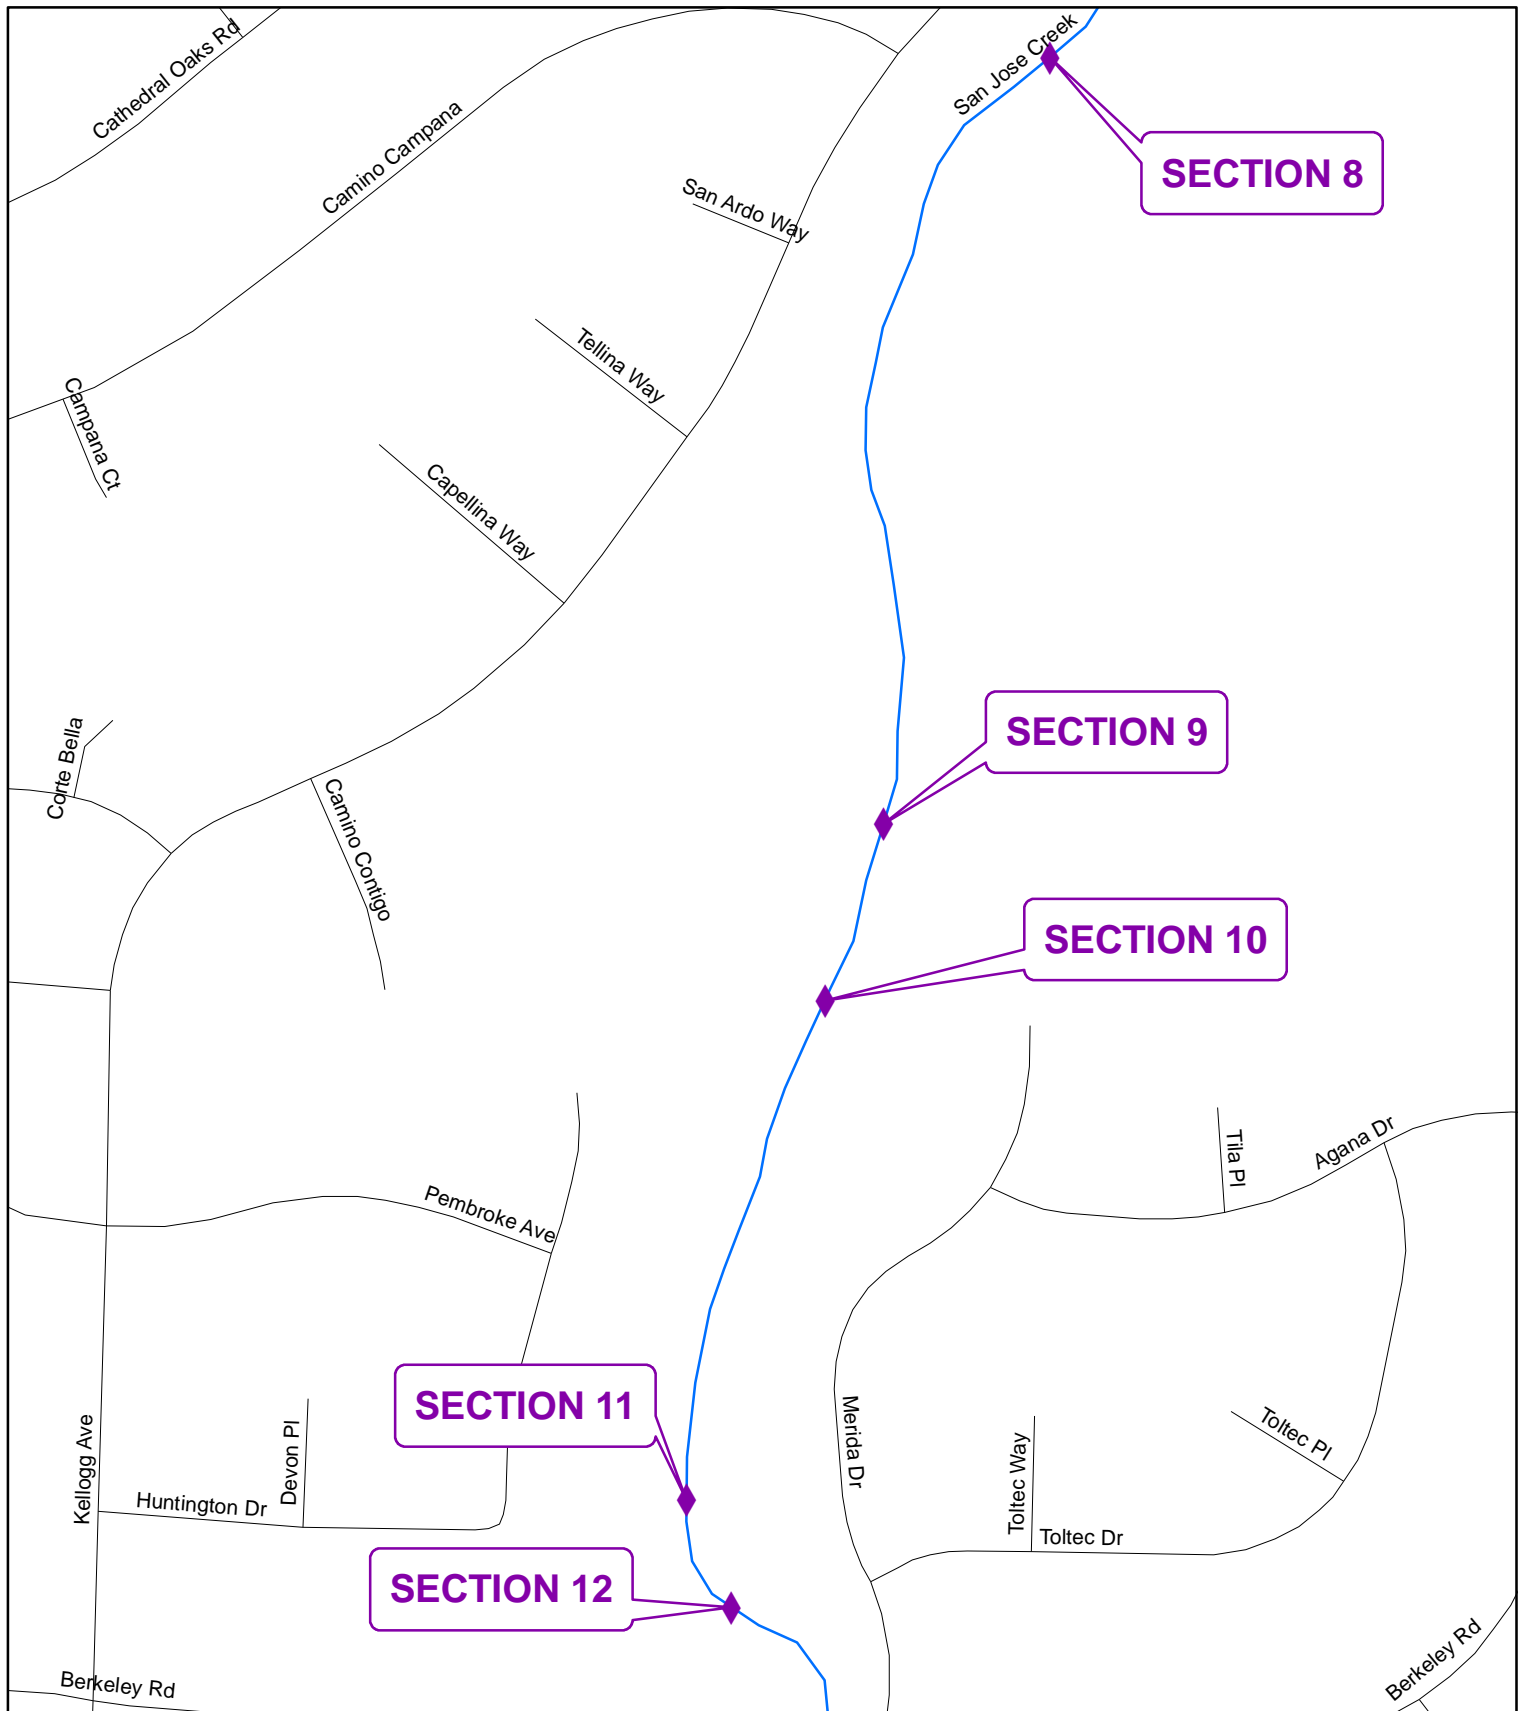 San Jose Creek
Cathedral Oaks Rd
Camino Campana
SECTION 8
San Ardo Way
Tellina Way
Campana Ct
Capellina Way
SECTION 9
Corte Bella
Camino Contigo
SECTION 10
Tila Pl
Agana Dr
Pembroke Ave
SECTION 11
Merida Dr
Kellogg Ave
Devon Pl
Toltec Way
Toltec Pl
Huntington Dr
Toltec Dr
SECTION 12
Berkeley Rd
Berkeley Rd